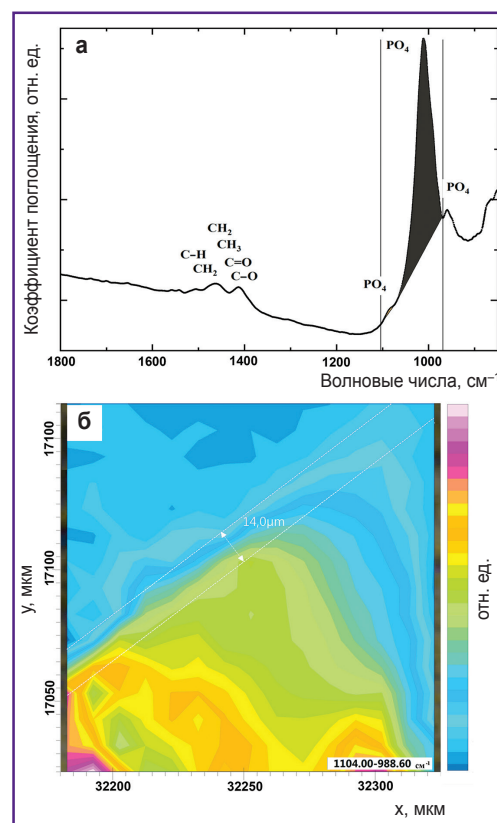 а
Коэффициент поглощения, отн. ед.
PO₄
PO₄
CH₂
CH₃
C–H
C=O
CH₂
C–O
PO₄
1800
1600
1400
1200
1000
Волновые числа, см⁻¹
б
17100
17100
17050
y, мкм
14,0µm
отн. ед.
1104.00-988.60 см⁻¹
32200
32250
32300
x, мкм